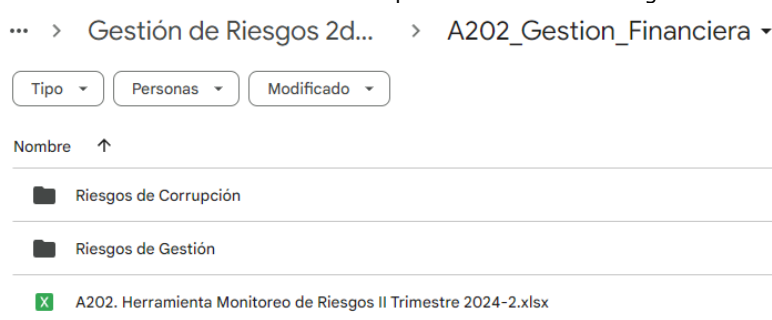 ... > Gestión de Riesgos 2d... > A202_Gestion_Financiera
Tipo Personas Modificado
Nombre ↑
Riesgos de Corrupción
Riesgos de Gestión
X A202. Herramienta Monitoreo de Riesgos II Trimestre 2024-2.xlsx